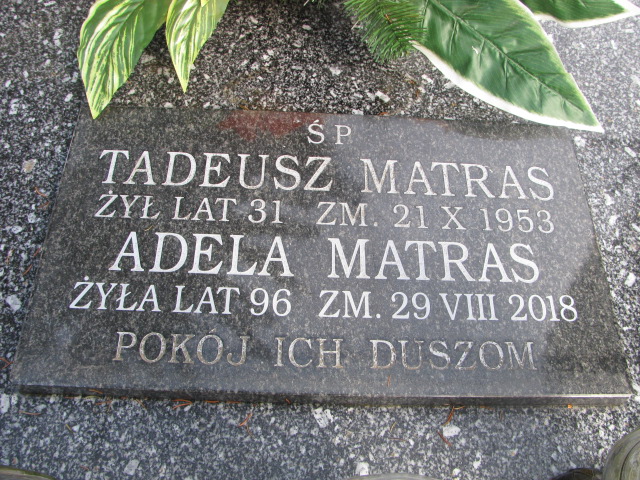 ŚP
TADEUSZ MATRAS
ŻYŁ LAT 31 ZM. 21 X 1953
ADELA MATRAS
ŻYŁA LAT 96 ZM. 29 VIII 2018
POKÓJ ICH DUSZOM